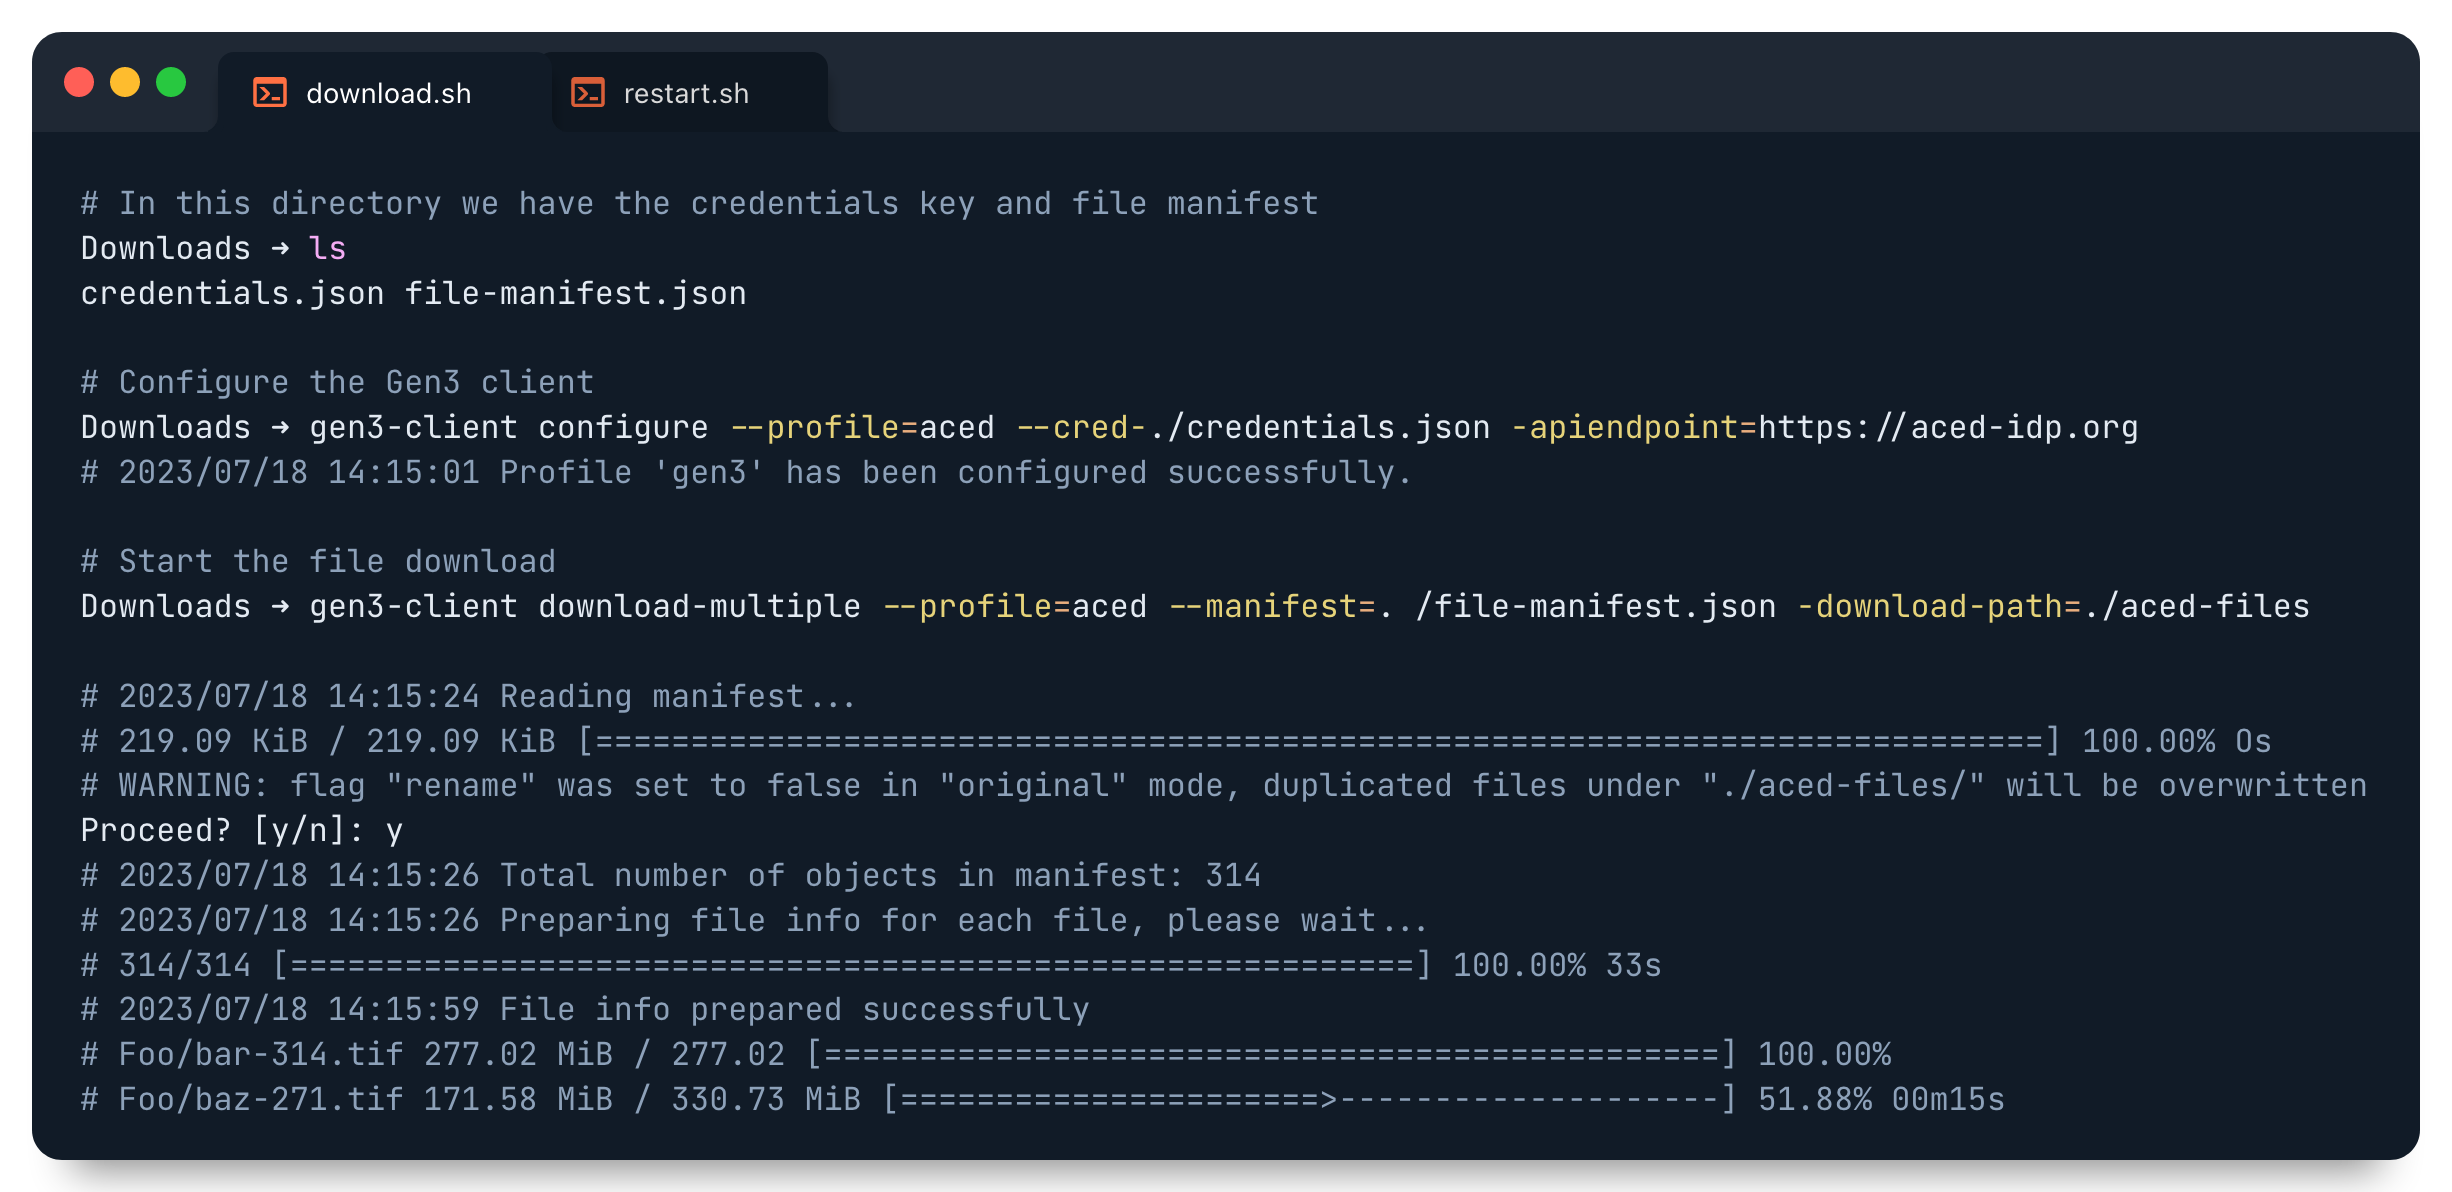 download.sh
restart.sh
# In this directory we have the credentials key and file manifest
Downloads → ls
credentials.json file-manifest.json
# Configure the Gen3 client
Downloads → gen3-client configure --profile=aced --cred-./credentials.json -apiendpoint=https://aced-idp.org
# 2023/07/18 14:15:01 Profile 'gen3' has been configured successfully.
# Start the file download
Downloads → gen3-client download-multiple --profile=aced --manifest=. /file-manifest.json -download-path=./aced-files
# 2023/07/18 14:15:24 Reading manifest...
# 219.09 KiB / 219.09 KiB [============================================================================] 100.00% 0s
# WARNING: flag "rename" was set to false in "original" mode, duplicated files under "./aced-files/" will be overwritten
Proceed? [y/n]: y
# 2023/07/18 14:15:26 Total number of objects in manifest: 314
# 2023/07/18 14:15:26 Preparing file info for each file, please wait...
# 314/314 [===========================================================] 100.00% 33s
# 2023/07/18 14:15:59 File info prepared successfully
# Foo/bar-314.tif 277.02 MiB / 277.02 [===============================================] 100.00%
# Foo/baz-271.tif 171.58 MiB / 330.73 MiB [======================>--------------------] 51.88% 00m15s